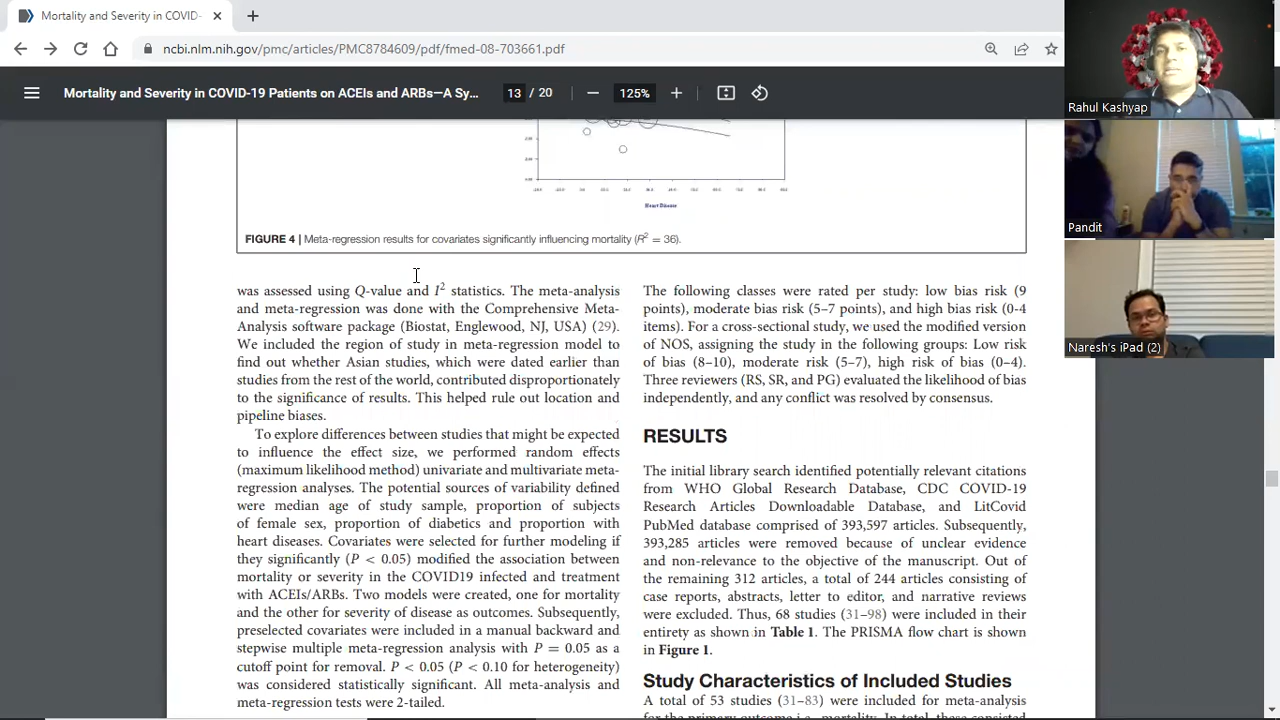 Mortality and Severity in COVID-
ncbi.nlm.nih.gov/pmc/articles/PMC8784609/pdf/fmed-08-703661.pdf
Mortality and Severity in COVID-19 Patients on ACEIs and ARBs—A Sy...
13 / 20
125%
Rahul Kashyap
Pandit
Naresh's iPad (2)
Heart Disease
FIGURE 4 | Meta-regression results for covariates significantly influencing mortality (R² = 36).
was assessed using Q-value and I² statistics. The meta-analysis
and meta-regression was done with the Comprehensive Meta-
Analysis software package (Biostat, Englewood, NJ, USA) (29).
We included the region of study in meta-regression model to
find out whether Asian studies, which were dated earlier than
studies from the rest of the world, contributed disproportionately
to the significance of results. This helped rule out location and
pipeline biases.
To explore differences between studies that might be expected
to influence the effect size, we performed random effects
(maximum likelihood method) univariate and multivariate meta-
regression analyses. The potential sources of variability defined
were median age of study sample, proportion of subjects
of female sex, proportion of diabetics and proportion with
heart diseases. Covariates were selected for further modeling if
they significantly (P < 0.05) modified the association between
mortality or severity in the COVID19 infected and treatment
with ACEIs/ARBs. Two models were created, one for mortality
and the other for severity of disease as outcomes. Subsequently,
preselected covariates were included in a manual backward and
stepwise multiple meta-regression analysis with P = 0.05 as a
cutoff point for removal. P < 0.05 (P < 0.10 for heterogeneity)
was considered statistically significant. All meta-analysis and
meta-regression tests were 2-tailed.
The following classes were rated per study: low bias risk (9
points), moderate bias risk (5–7 points), and high bias risk (0-4
items). For a cross-sectional study, we used the modified version
of NOS, assigning the study in the following groups: Low risk
of bias (8–10), moderate risk (5–7), high risk of bias (0–4).
Three reviewers (RS, SR, and PG) evaluated the likelihood of bias
independently, and any conflict was resolved by consensus.
RESULTS
The initial library search identified potentially relevant citations
from WHO Global Research Database, CDC COVID-19
Research Articles Downloadable Database, and LitCovid
PubMed database comprised of 393,597 articles. Subsequently,
393,285 articles were removed because of unclear evidence
and non-relevance to the objective of the manuscript. Out of
the remaining 312 articles, a total of 244 articles consisting of
case reports, abstracts, letter to editor, and narrative reviews
were excluded. Thus, 68 studies (31–98) were included in their
entirety as shown in Table 1. The PRISMA flow chart is shown
in Figure 1.
Study Characteristics of Included Studies
A total of 53 studies (31–83) were included for meta-analysis
for the primary outcome i.e., mortality. In total, these consisted